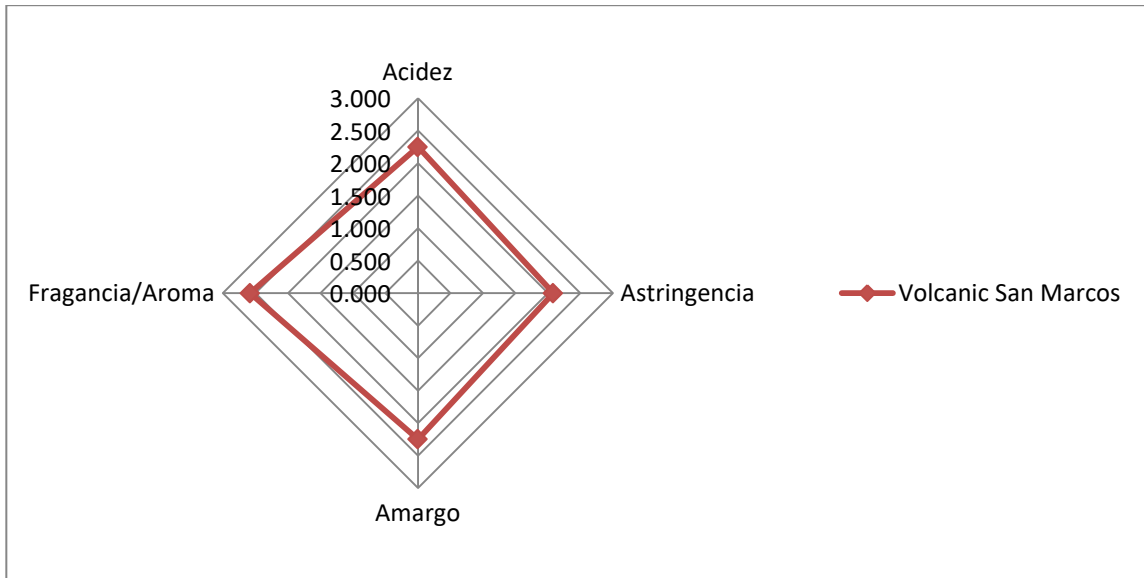 Acidez
3.000
2.500
2.000
1.500
1.000
0.500
0.000
Fragancia/Aroma
Astringencia
Volcanic San Marcos
Amargo